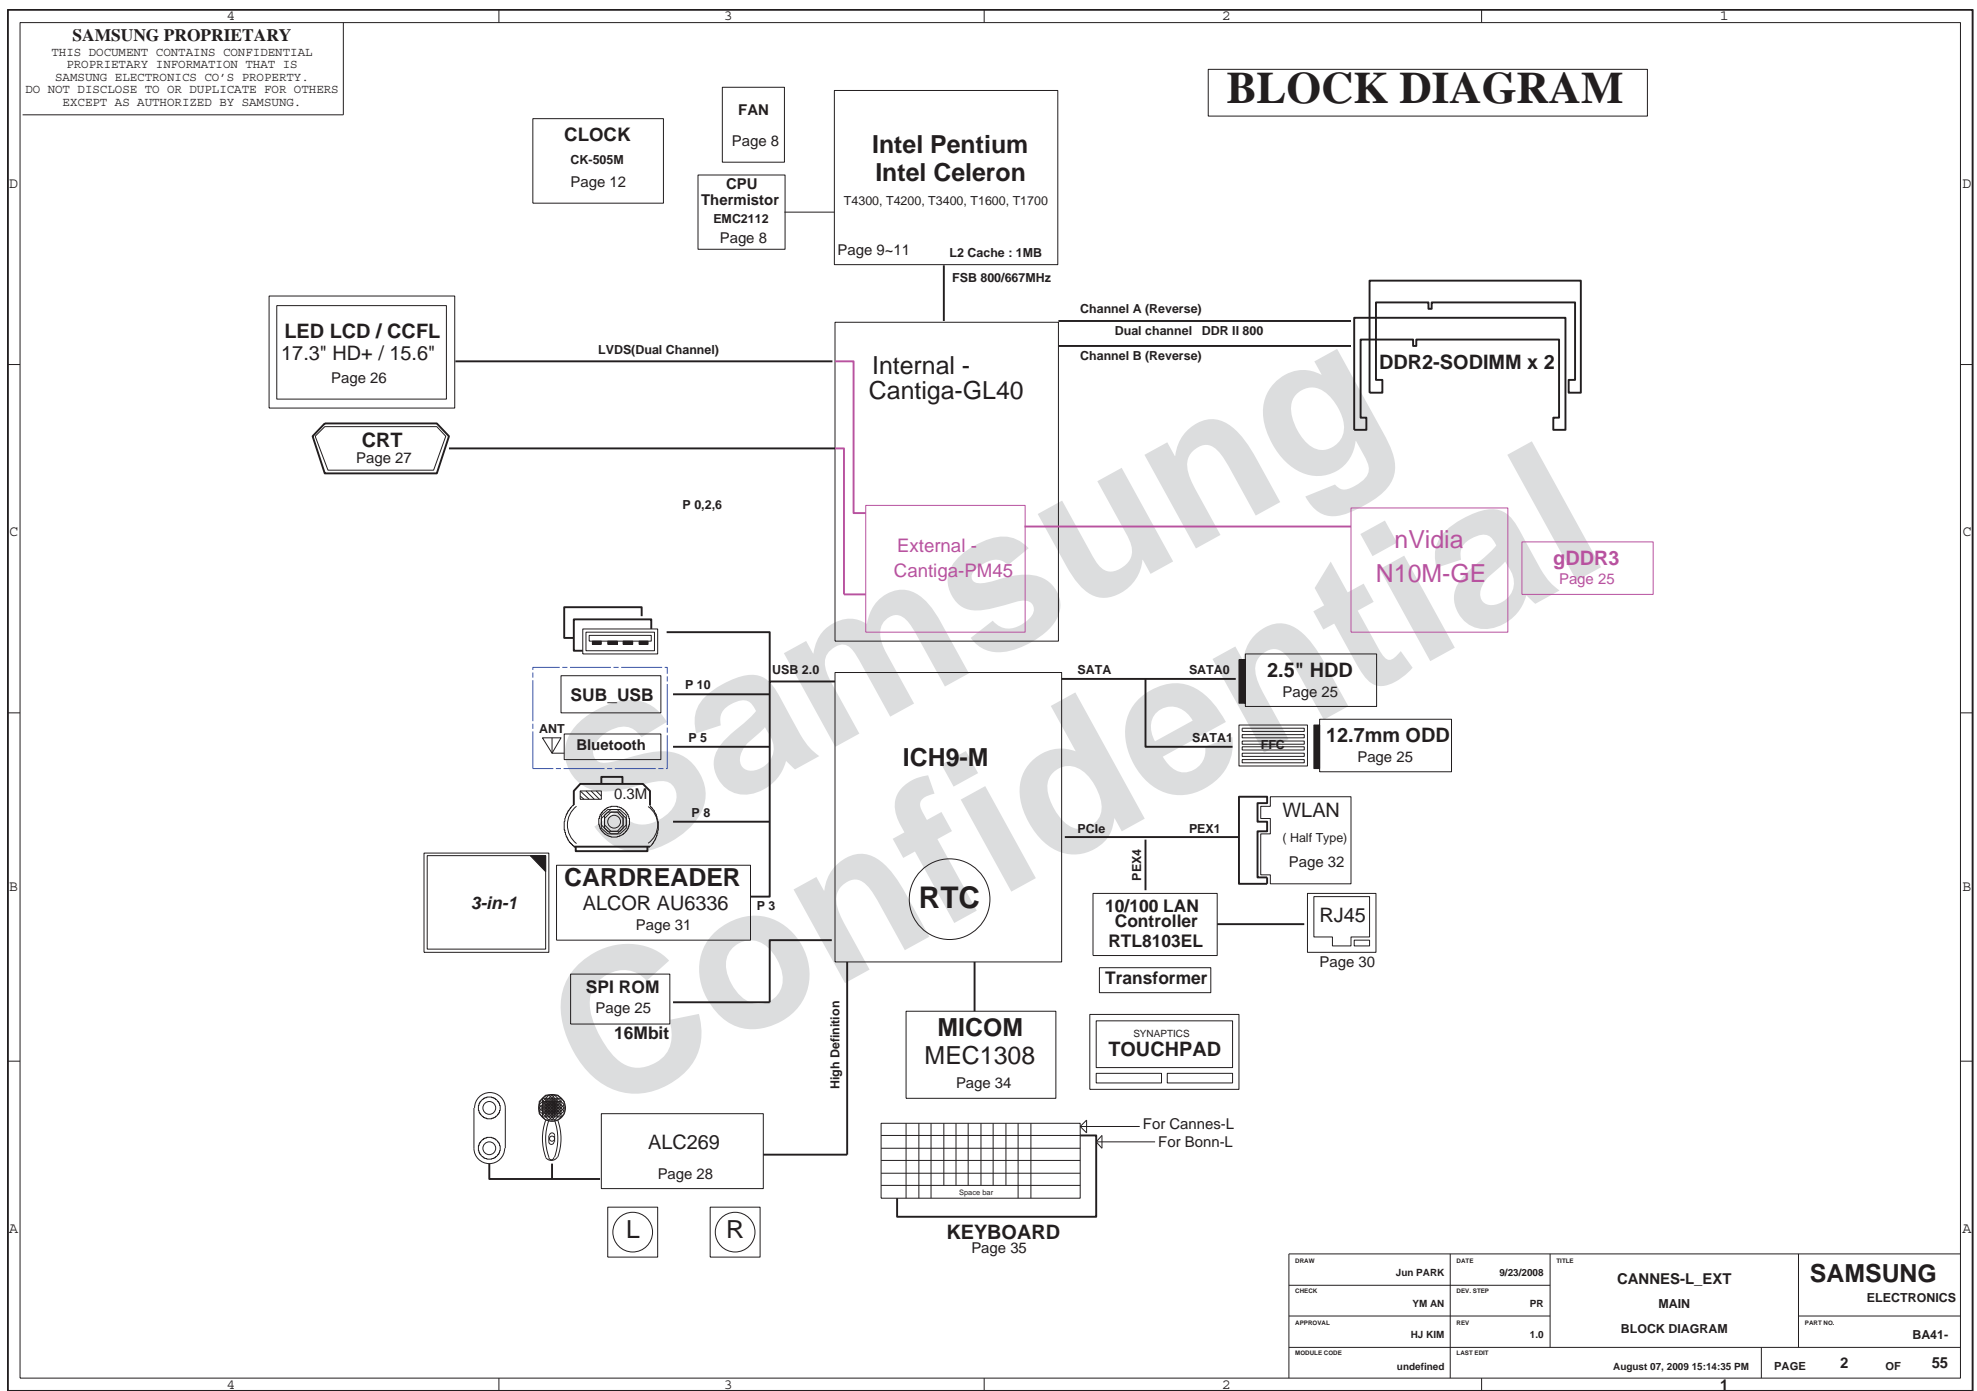 4 3 2 1
SAMSUNG PROPRIETARY
THIS DOCUMENT CONTAINS CONFIDENTIAL
PROPRIETARY INFORMATION THAT IS
SAMSUNG ELECTRONICS CO'S PROPERTY.
DO NOT DISCLOSE TO OR DUPLICATE FOR OTHERS
EXCEPT AS AUTHORIZED BY SAMSUNG.
BLOCK DIAGRAM
FAN
Page 8
CLOCK
CK-505M
Page 12
CPU
Thermistor
EMC2112
Page 8
Intel Pentium
Intel Celeron
T4300, T4200, T3400, T1600, T1700
Page 9~11
L2 Cache : 1MB
FSB 800/667MHz
D
D
LED LCD / CCFL
17.3" HD+ / 15.6"
Page 26
LVDS(Dual Channel)
Internal -
Cantiga-GL40
Channel A (Reverse)
Dual channel DDR II 800
Channel B (Reverse)
DDR2-SODIMM x 2
CRT
Page 27
P 0,2,6
C
C
External -
Cantiga-PM45
nVidia
N10M-GE
gDDR3
Page 25
Samsung
Confidential
USB 2.0
SUB_USB
P 10
ANT
Bluetooth
P 5
0.3M
P 8
3-in-1
CARDREADER
ALCOR AU6336
Page 31
P 3
ICH9-M
RTC
SATA
SATA0
2.5" HDD
Page 25
SATA1
FFC
12.7mm ODD
Page 25
PCIe
PEX1
WLAN
( Half Type)
Page 32
PEX4
B
B
10/100 LAN
Controller
RTL8103EL
RJ45
Page 30
Transformer
SPI ROM
Page 25
16Mbit
High Definition
MICOM
MEC1308
Page 34
SYNAPTICS
TOUCHPAD
ALC269
Page 28
For Cannes-L
For Bonn-L
Space bar
KEYBOARD
Page 35
L
R
A
A
DRAW
Jun PARK
DATE
9/23/2008
TITLE
CANNES-L_EXT
MAIN
BLOCK DIAGRAM
SAMSUNG
ELECTRONICS
CHECK
YM AN
DEV. STEP
PR
APPROVAL
HJ KIM
REV
1.0
PART NO.
BA41-
MODULE CODE
undefined
LAST EDIT
August 07, 2009 15:14:35 PM
PAGE 2 OF 55
4 3 2 1